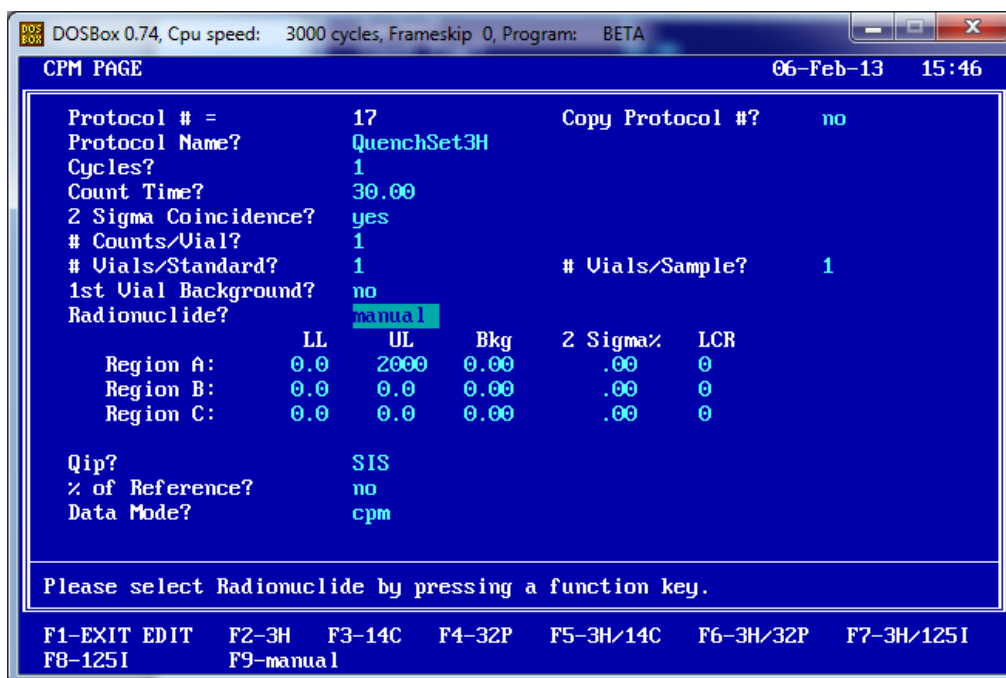 DOS BOX DOSBox 0.74, Cpu speed: 3000 cycles, Frameskip 0, Program: BETA
CPM PAGE 06-Feb-13 15:46
Protocol # = 17 Copy Protocol #? no
Protocol Name? QuenchSet3H
Cycles? 1
Count Time? 30.00
2 Sigma Coincidence? yes
# Counts/Vial? 1
# Vials/Standard? 1 # Vials/Sample? 1
1st Vial Background? no
Radionuclide? manual
LL UL Bkg 2 Sigma% LCR
Region A: 0.0 2000 0.00 .00 0
Region B: 0.0 0.0 0.00 .00 0
Region C: 0.0 0.0 0.00 .00 0
Qip? SIS
% of Reference? no
Data Mode? cpm
Please select Radionuclide by pressing a function key.
F1-EXIT EDIT F2-3H F3-14C F4-32P F5-3H/14C F6-3H/32P F7-3H/125I
F8-125I F9-manual